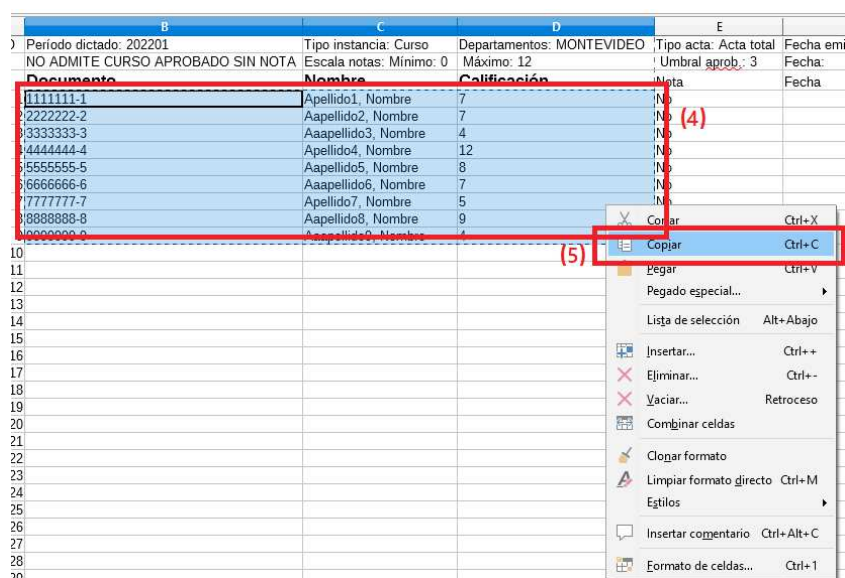 B C D E
Período dictado: 202201 Tipo instancia: Curso Departamentos: MONTEVIDEO Tipo acta: Acta total Fecha emi
NO ADMITE CURSO APROBADO SIN NOTA Escala notas: Mínimo: 0 Máximo: 12 Umbral aprob.: 3 Fecha:
Documento Nombre Calificación Nota Fecha
1111111-1 Apellido1, Nombre 7 No
2222222-2 Aapellido2, Nombre 7 No
(4)
3333333-3 Aaapellido3, Nombre 4 No
4444444-4 Apellido4, Nombre 12 No
5555555-5 Aapellido5, Nombre 8 No
6666666-6 Aaapellido6, Nombre 7 No
7777777-7 Apellido7, Nombre 5 No
8888888-8 Aapellido8, Nombre 9
9999999-9 Aaapellido9, Nombre 4
Cortar Ctrl+X
(5)
Copiar Ctrl+C
Pegar Ctrl+V
Pegado especial...
Lista de selección Alt+Abajo
Insertar... Ctrl++
Eliminar... Ctrl+-
Vaciar... Retroceso
Combinar celdas
Clonar formato
Limpiar formato directo Ctrl+M
Estilos
Insertar comentario Ctrl+Alt+C
Formato de celdas... Ctrl+1
10
11
12
13
14
15
16
17
18
19
20
21
22
23
24
25
26
27
28